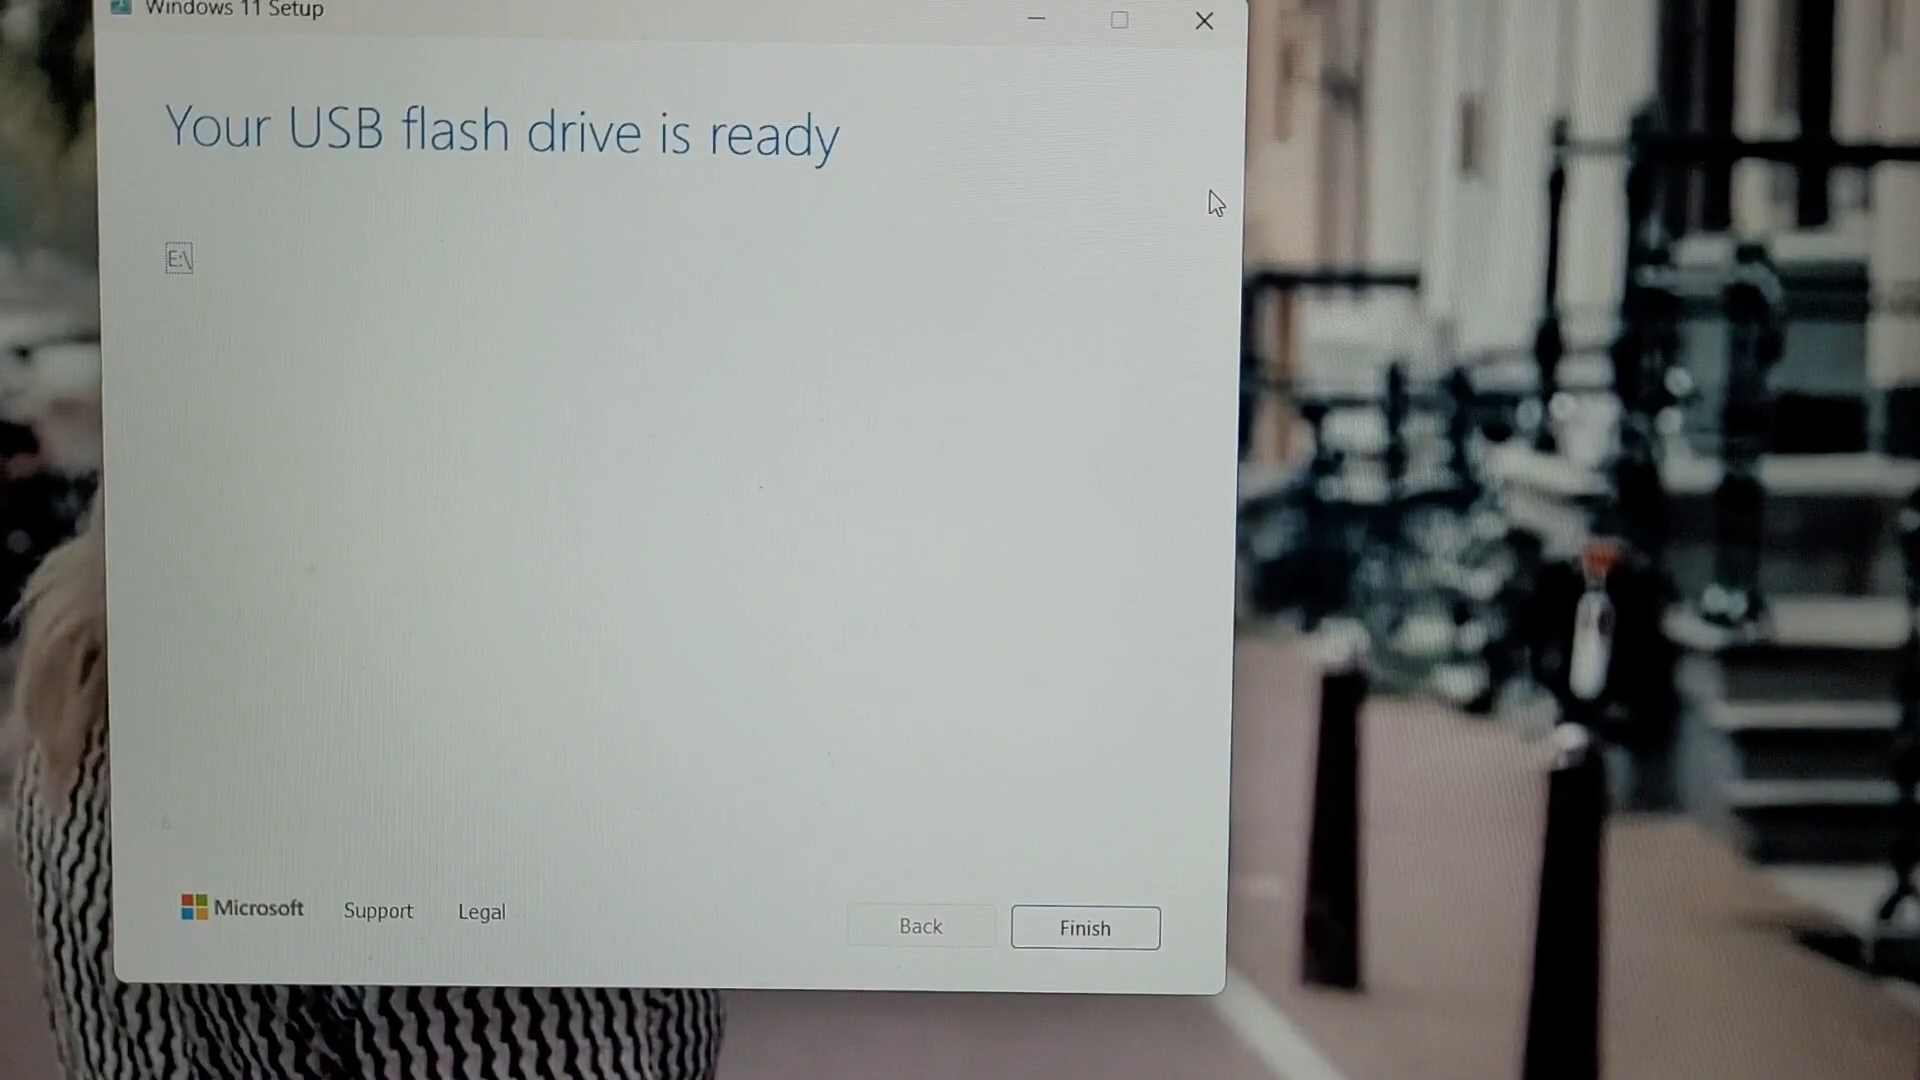 Windows 11 Setup
Your USB flash drive is ready
E:\
Microsoft Support Legal
Back Finish